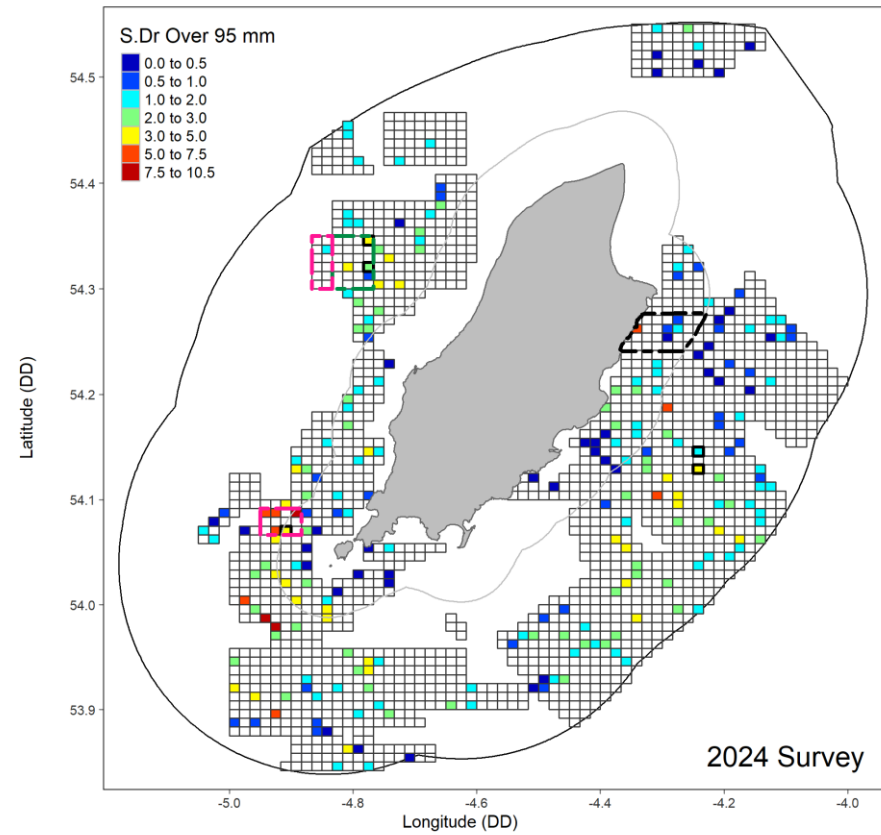 S.Dr Over 95 mm
0.0 to 0.5
0.5 to 1.0
1.0 to 2.0
2.0 to 3.0
3.0 to 5.0
5.0 to 7.5
7.5 to 10.5
54.5
54.4
54.3
54.2
54.1
54.0
53.9
Latitude (DD)
2024 Survey
-5.0 -4.8 -4.6 -4.4 -4.2 -4.0
Longitude (DD)